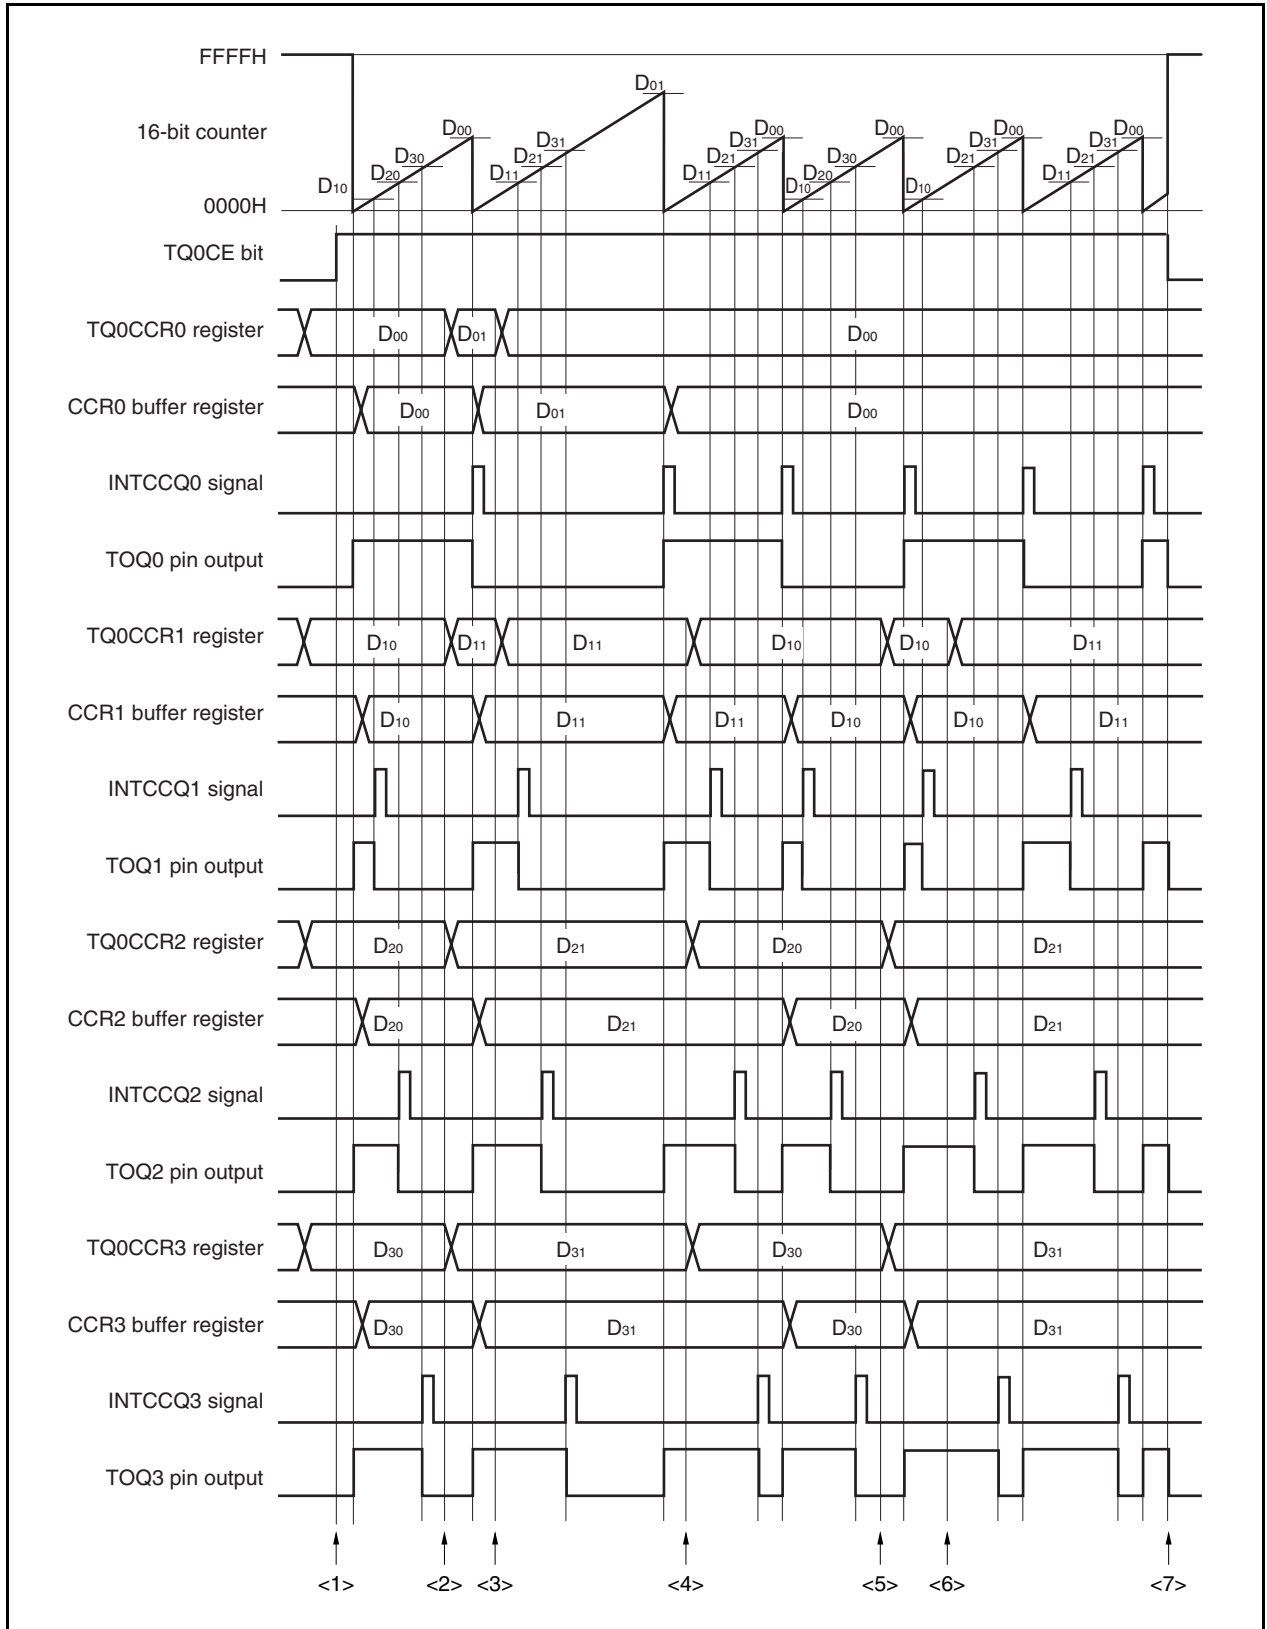 FFFFH
D01
16-bit counter
D00 D00 D00 D00 D00
D31 D31 D31 D31
D30 D21 D21 D30 D21 D21
D20 D11 D11 D20 D11
D10 D10 D10
0000H
TQ0CE bit
TQ0CCR0 register D00 D01 D00
CCR0 buffer register D00 D01 D00
INTCCQ0 signal
TOQ0 pin output
TQ0CCR1 register D10 D11 D11 D10 D10 D11
CCR1 buffer register D10 D11 D11 D10 D10 D11
INTCCQ1 signal
TOQ1 pin output
TQ0CCR2 register D20 D21 D20 D21
CCR2 buffer register D20 D21 D20 D21
INTCCQ2 signal
TOQ2 pin output
TQ0CCR3 register D30 D31 D30 D31
CCR3 buffer register D30 D31 D30 D31
INTCCQ3 signal
TOQ3 pin output
<1> <2> <3> <4> <5> <6> <7>